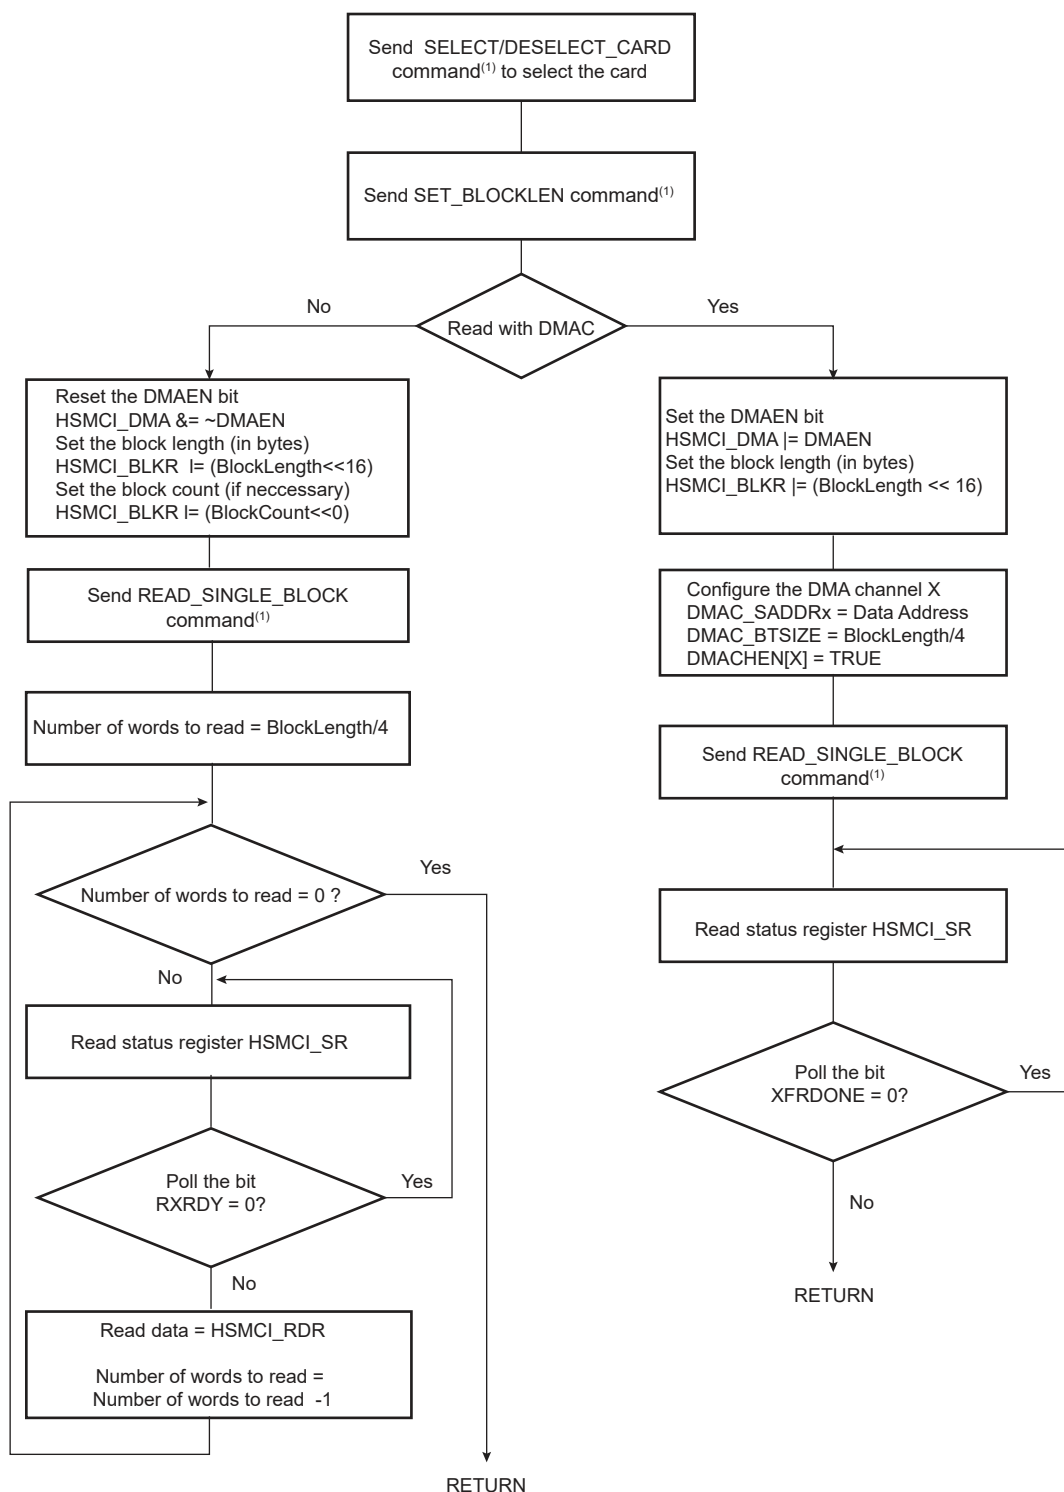 Send SELECT/DESELECT_CARD
command(1) to select the card
Send SET_BLOCKLEN command(1)
No
Read with DMAC
Yes
Reset the DMAEN bit
HSMCI_DMA &= ~DMAEN
Set the block length (in bytes)
HSMCI_BLKR l= (BlockLength<<16)
Set the block count (if neccessary)
HSMCI_BLKR l= (BlockCount<<0)
Send READ_SINGLE_BLOCK
command(1)
Number of words to read = BlockLength/4
Number of words to read = 0 ?
Yes
No
Read status register HSMCI_SR
Poll the bit
RXRDY = 0?
Yes
No
Read data = HSMCI_RDR
Number of words to read =
Number of words to read -1
RETURN
Set the DMAEN bit
HSMCI_DMA |= DMAEN
Set the block length (in bytes)
HSMCI_BLKR |= (BlockLength << 16)
Configure the DMA channel X
DMAC_SADDRx = Data Address
DMAC_BTSIZE = BlockLength/4
DMACHEN[X] = TRUE
Send READ_SINGLE_BLOCK
command(1)
Read status register HSMCI_SR
Poll the bit
XFRDONE = 0?
Yes
No
RETURN